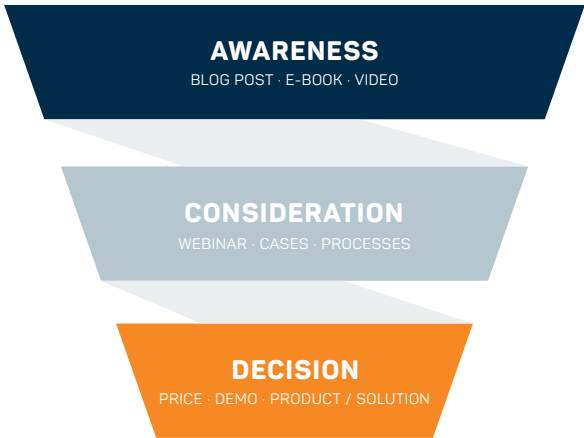 AWARENESS
BLOG POST · E-BOOK · VIDEO
CONSIDERATION
WEBINAR · CASES · PROCESSES
DECISION
PRICE · DEMO · PRODUCT / SOLUTION